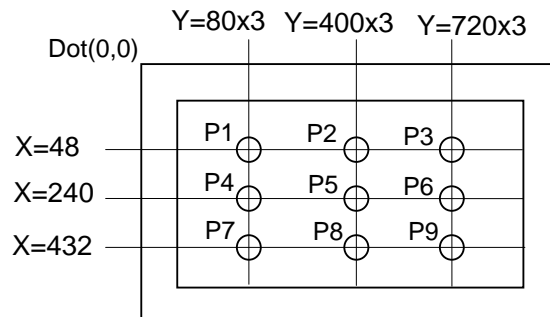 Y=80x3 Y=400x3 Y=720x3
Dot(0,0)
P1 P2 P3
X=48
P4 P5 P6
X=240
P7 P8 P9
X=432